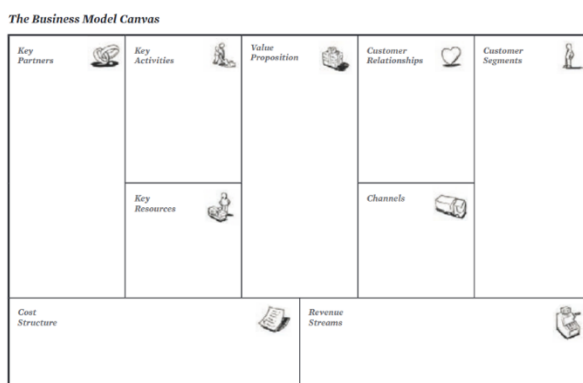 The Business Model Canvas
Key
Partners
Key
Activities
Value
Proposition
Customer
Relationships
Customer
Segments
Key
Resources
Channels
Cost
Structure
Revenue
Streams